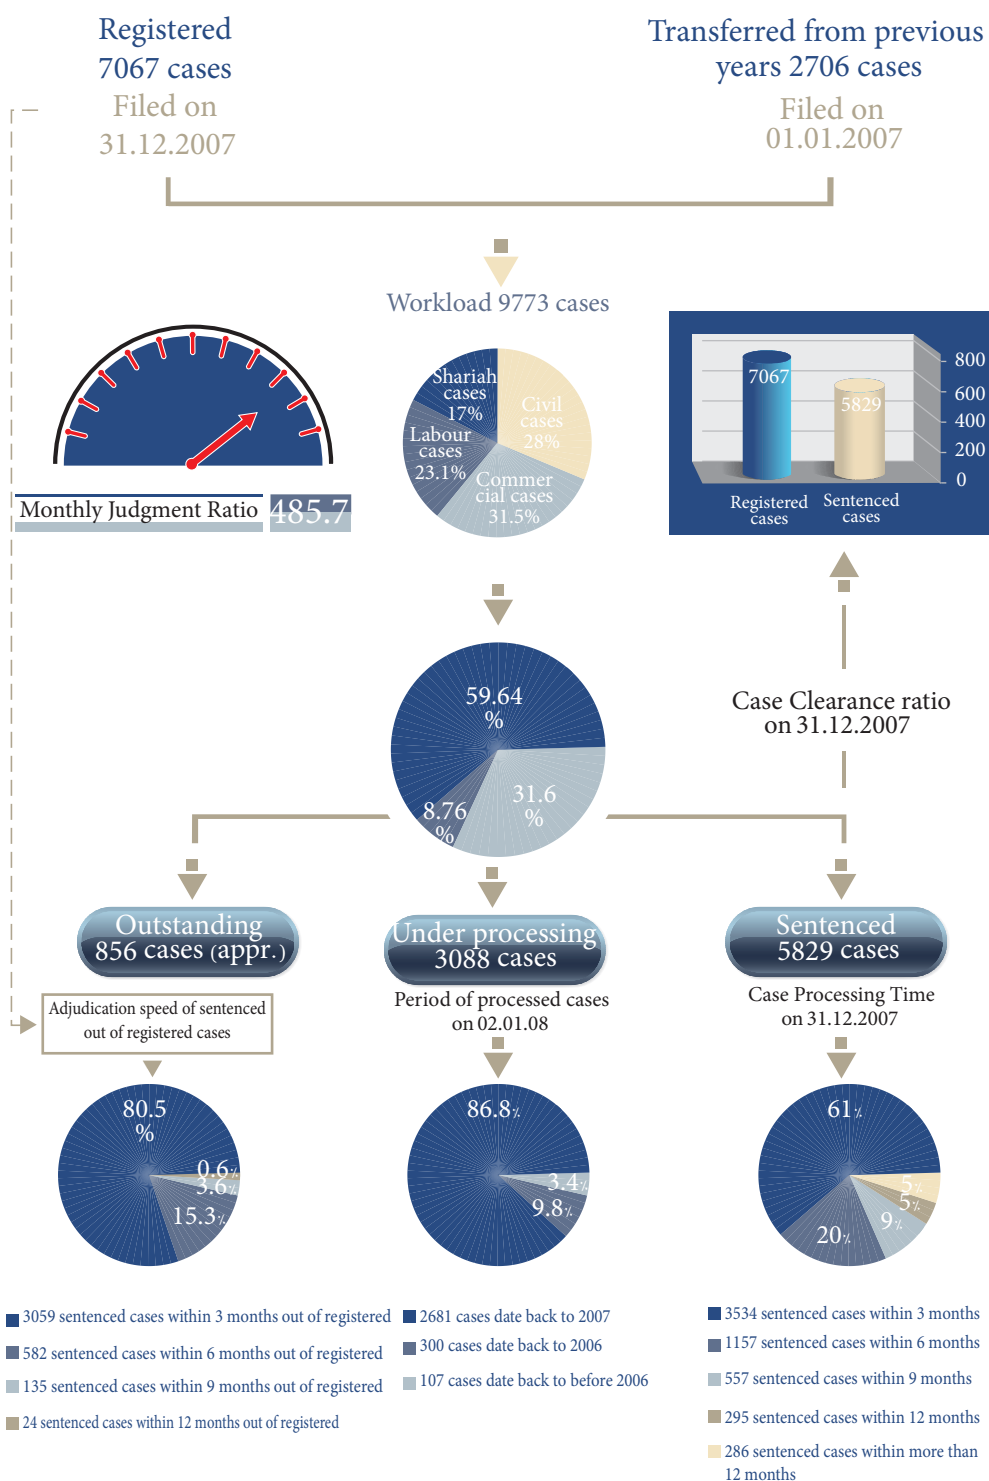 Registered
7067 cases
Filed on
31.12.2007
Transferred from previous
years 2706 cases
Filed on
01.01.2007
Workload 9773 cases
Monthly Judgment Ratio
485.7
Shariah
cases
17%
Civil
cases
28%
Labour
cases
23.1%
Commer
cial cases
31.5%
7067
5829
800
600
400
200
0
Registered
cases
Sentenced
cases
59.64
%
8.76
%
31.6
%
Case Clearance ratio
on 31.12.2007
Outstanding
856 cases (appr.)
Under processing
3088 cases
Sentenced
5829 cases
Adjudication speed of sentenced
out of registered cases
Period of processed cases
on 02.01.08
Case Processing Time
on 31.12.2007
80.5
%
0.6%
3.6%
15.3%
86.8%
3.4%
9.8%
61%
5%
5%
9%
20%
3059 sentenced cases within 3 months out of registered
582 sentenced cases within 6 months out of registered
135 sentenced cases within 9 months out of registered
24 sentenced cases within 12 months out of registered
2681 cases date back to 2007
300 cases date back to 2006
107 cases date back to before 2006
3534 sentenced cases within 3 months
1157 sentenced cases within 6 months
557 sentenced cases within 9 months
295 sentenced cases within 12 months
286 sentenced cases within more than
12 months